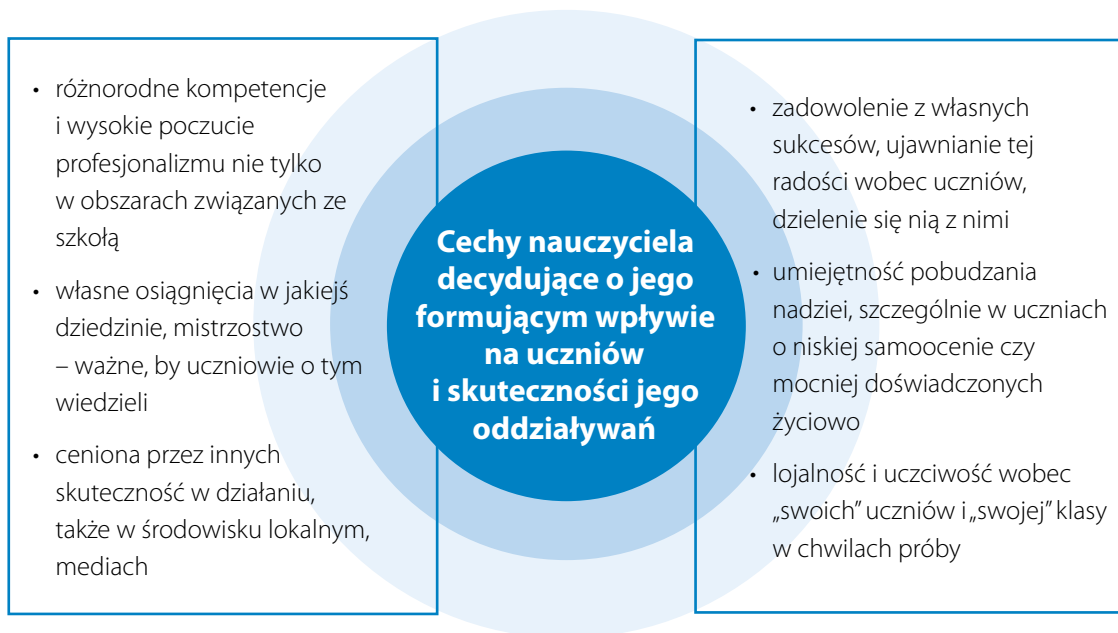 • różnorodne kompetencje
i wysokie poczucie
profesjonalizmu nie tylko
w obszarach związanych ze
szkołą
• własne osiągnięcia w jakiejś
dziedzinie, mistrzostwo
– ważne, by uczniowie o tym
wiedzieli
• ceniona przez innych
skuteczność w działaniu,
także w środowisku lokalnym,
mediach
Cechy nauczyciela
decydujące o jego
formującym wpływie
na uczniów
i skuteczności jego
oddziaływań
• zadowolenie z własnych
sukcesów, ujawnianie tej
radości wobec uczniów,
dzielenie się nią z nimi
• umiejętność pobudzania
nadziei, szczególnie w uczniach
o niskiej samoocenie czy
mocniej doświadczonych
życiowo
• lojalność i uczciwość wobec
„swoich” uczniów i „swojej” klasy
w chwilach próby